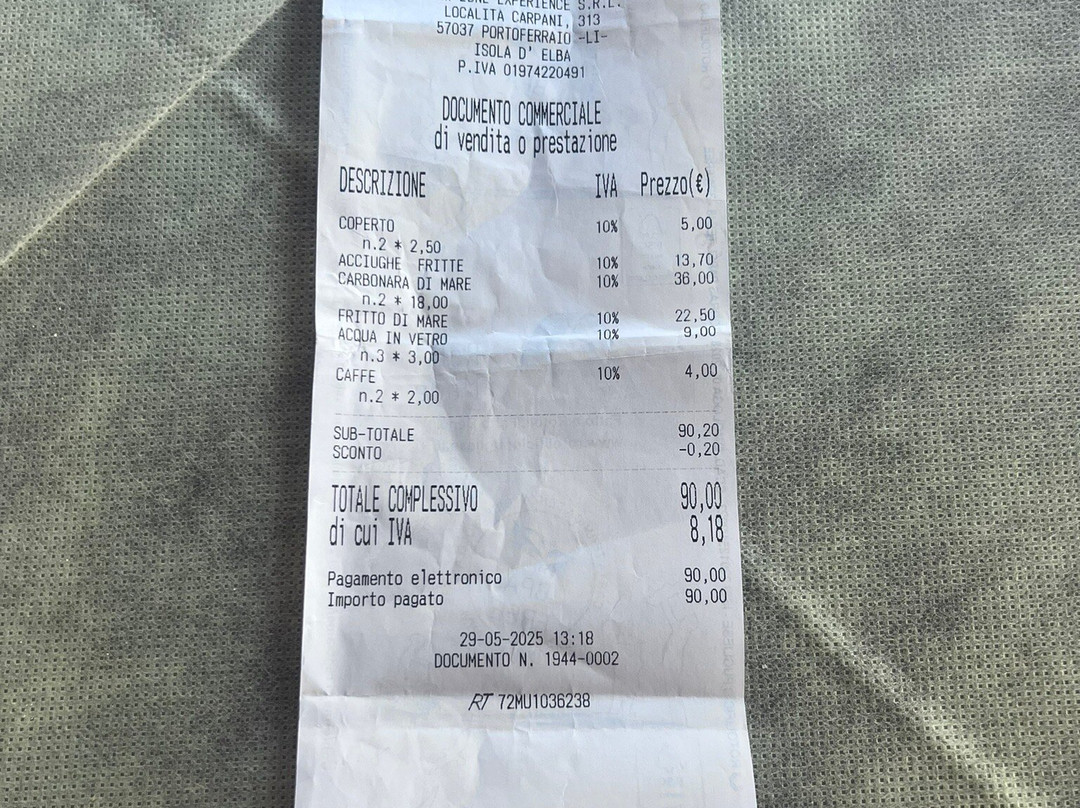 EXPERIENCE S.R.L.
LOCALITA CARPANI, 313
57037 PORTOFERRAIO -LI-
ISOLA D' ELBA
P.IVA 01974220491
DOCUMENTO COMMERCIALE
di vendita o prestazione
DESCRIZIONE IVA Prezzo(€)
COPERTO 10% 5,00
n.2 * 2,50
ACCIUGHE FRITTE 10% 13,70
CARBONARA DI MARE 10% 36,00
n.2 * 18,00
FRITTO DI MARE 10% 22,50
ACQUA IN VETRO 10% 9,00
n.3 * 3,00
CAFFE 10% 4,00
n.2 * 2,00
SUB-TOTALE 90,20
SCONTO -0,20
TOTALE COMPLESSIVO 90,00
di cui IVA 8,18
Pagamento elettronico 90,00
Importo pagato 90,00
29-05-2025 13:18
DOCUMENTO N. 1944-0002
RT 72MU1036238